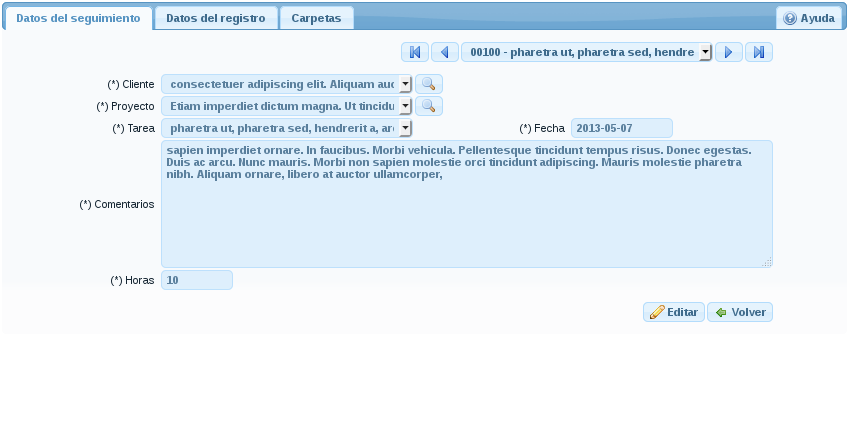 Datos del seguimiento Datos del registro Carpetas Ayuda
00100 - pharetra ut, pharetra sed, hendre
(*) Cliente consectetuer adipiscing elit. Aliquam
(*) Proyecto Etiam imperdiet dictum magna. Ut tincidu
(*) Tarea pharetra ut, pharetra sed, hendrerit a, (*) Fecha 2013-05-07
sapien imperdiet ornare. In faucibus. Morbi vehicula. Pellentesque tincidunt tempus risus. Donec egestas.
Duis ac arcu. Nunc mauris. Morbi non sapien molestie orci tincidunt adipiscing. Mauris molestie pharetra
nibh. Aliquam ornare, libero at auctor ullamcorper,
(*) Comentarios
(*) Horas 10
Editar Volver